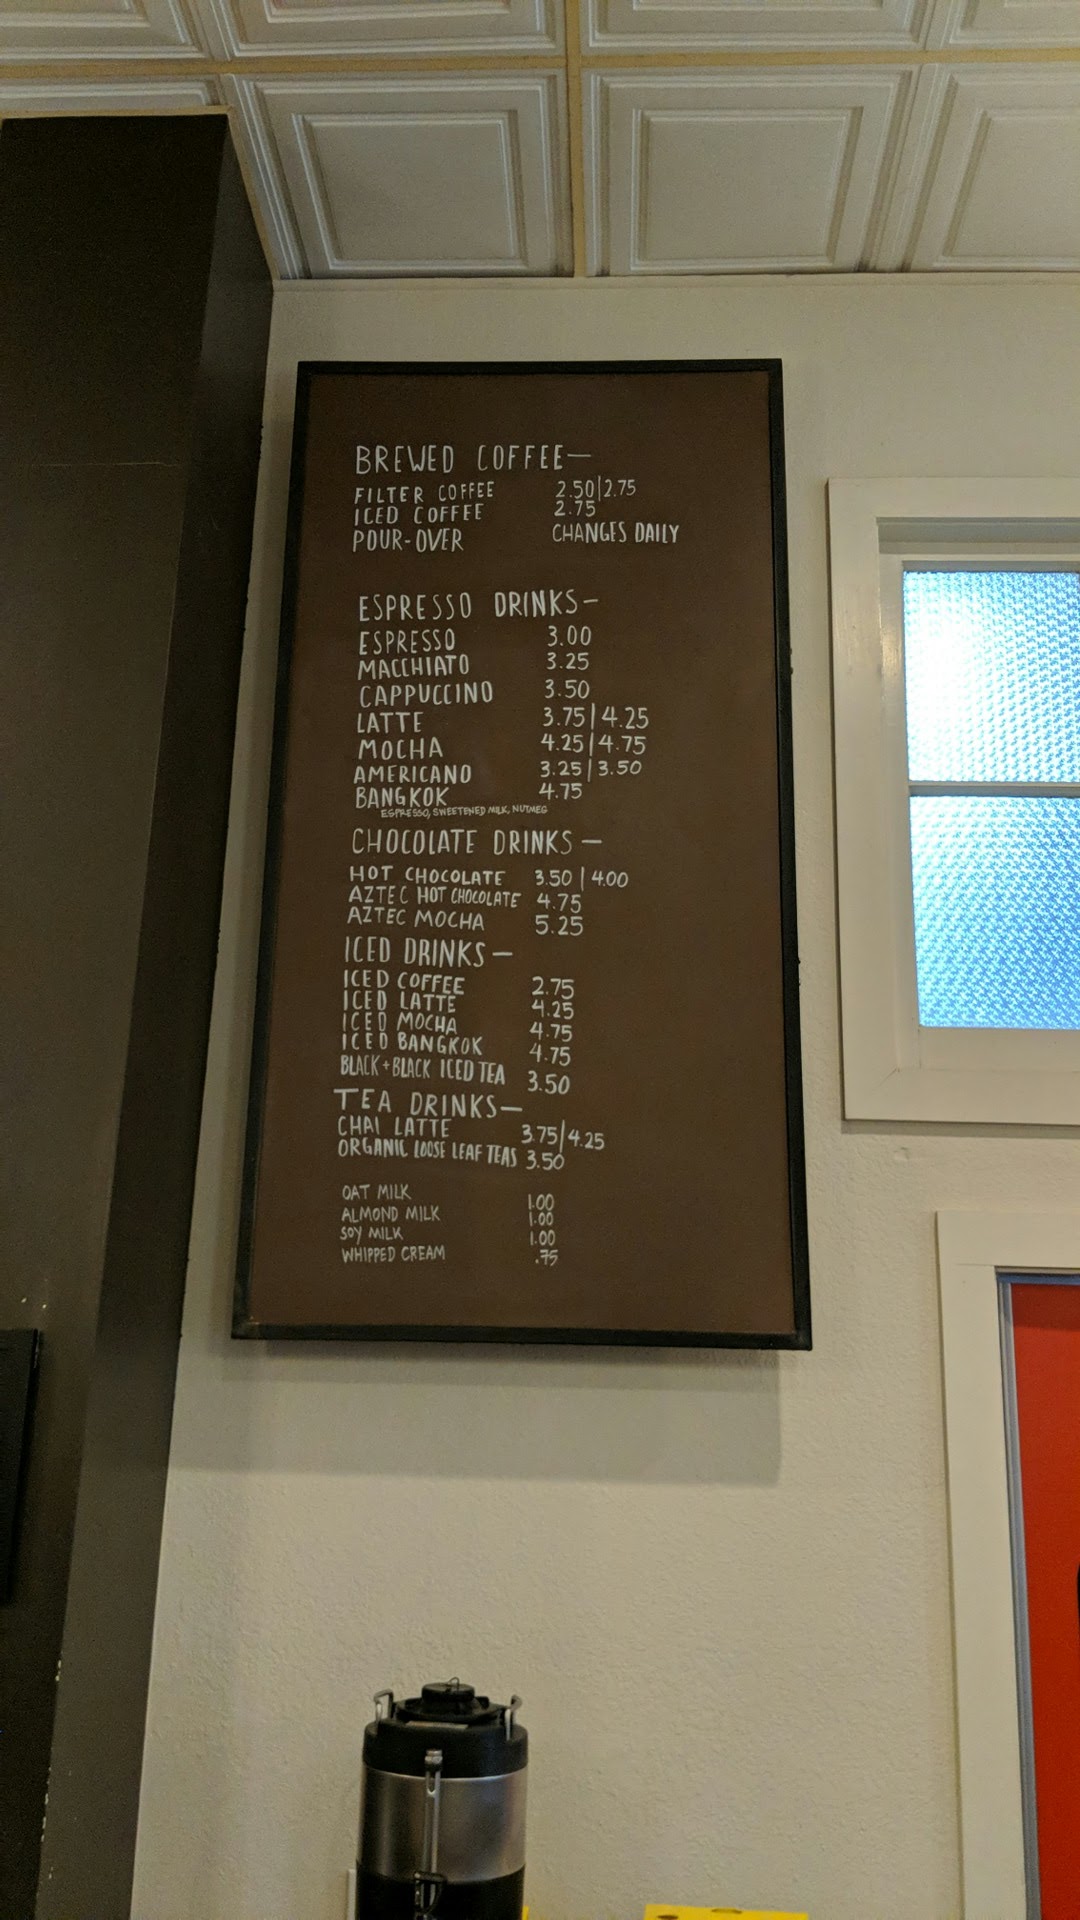 BREWED COFFEE—
FILTER COFFEE 2.50|2.75
ICED COFFEE 2.75
POUR-OVER CHANGES DAILY
ESPRESSO DRINKS—
ESPRESSO 3.00
MACCHIATO 3.25
CAPPUCCINO 3.50
LATTE 3.75|4.25
MOCHA 4.25|4.75
AMERICANO 3.25|3.50
BANGKOK 4.75
ESPRESSO, SWEETENED MILK, NUTMEG
CHOCOLATE DRINKS—
HOT CHOCOLATE 3.50|4.00
AZTEC HOT CHOCOLATE 4.75
AZTEC MOCHA 5.25
ICED DRINKS—
ICED COFFEE 2.75
ICED LATTE 4.25
ICED MOCHA 4.75
ICED BANGKOK 4.75
BLACK+BLACK ICED TEA 3.50
TEA DRINKS—
CHAI LATTE 3.75|4.25
ORGANIC LOOSE LEAF TEAS 3.50
OAT MILK 1.00
ALMOND MILK 1.00
SOY MILK 1.00
WHIPPED CREAM .75